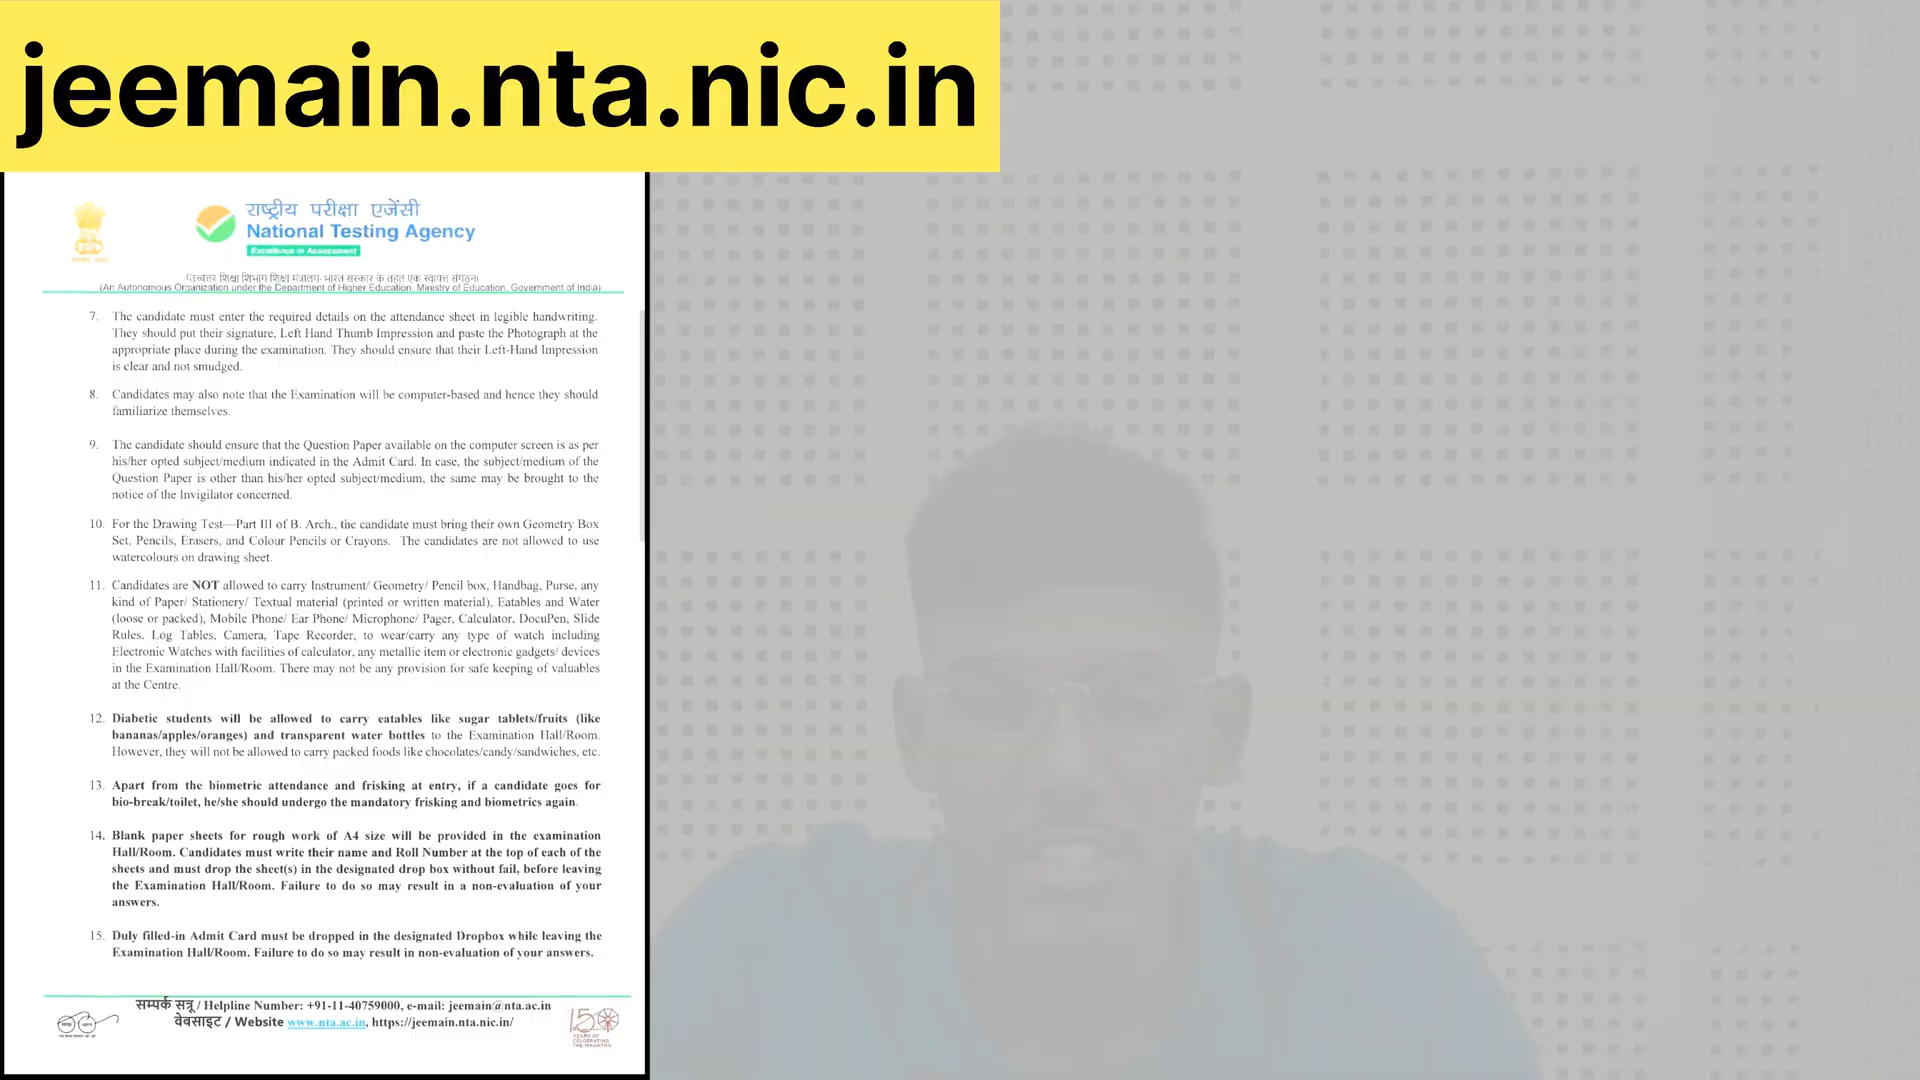 jeemain.nta.nic.in
राष्ट्रीय परीक्षा एजेंसी
National Testing Agency
Excellence in Assessment
(An Autonomous Organization under the Department of Higher Education, Ministry of Education, Government of India)
7. The candidate must enter the required details on the attendance sheet in legible handwriting.
They should put their signature, Left Hand Thumb Impression and paste the Photograph at the
appropriate place during the examination. They should ensure that their Left-Hand Impression
is clear and not smudged.
8. Candidates may also note that the Examination will be computer-based and hence they should
familiarize themselves.
9. The candidate should ensure that the Question Paper available on the computer screen is as per
his/her opted subject/medium indicated in the Admit Card. In case, the subject/medium of the
Question Paper is other than his/her opted subject/medium, the same may be brought to the
notice of the Invigilator concerned.
10. For the Drawing Test—Part III of B. Arch., the candidate must bring their own Geometry Box
Set, Pencils, Erasers, and Colour Pencils or Crayons. The candidates are not allowed to use
watercolours on drawing sheet.
11. Candidates are NOT allowed to carry Instrument/ Geometry/ Pencil box, Handbag, Purse, any
kind of Paper/ Stationery/ Textual material (printed or written material), Eatables and Water
(loose or packed), Mobile Phone/ Ear Phone/ Microphone/ Pager, Calculator, DocuPen, Slide
Rules, Log Tables, Camera, Tape Recorder, to wear/carry any type of watch including
Electronic Watches with facilities of calculator, any metallic item or electronic gadgets/ devices
in the Examination Hall/Room. There may not be any provision for safe keeping of valuables
at the Centre.
12. Diabetic students will be allowed to carry eatables like sugar tablets/fruits (like
bananas/apples/oranges) and transparent water bottles to the Examination Hall/Room.
However, they will not be allowed to carry packed foods like chocolates/candy/sandwiches, etc.
13. Apart from the biometric attendance and frisking at entry, if a candidate goes for
bio-break/toilet, he/she should undergo the mandatory frisking and biometrics again.
14. Blank paper sheets for rough work of A4 size will be provided in the examination
Hall/Room. Candidates must write their name and Roll Number at the top of each of the
sheets and must drop the sheet(s) in the designated drop box without fail, before leaving
the Examination Hall/Room. Failure to do so may result in a non-evaluation of your
answers.
15. Duly filled-in Admit Card must be dropped in the designated Dropbox while leaving the
Examination Hall/Room. Failure to do so may result in non-evaluation of your answers.
सम्पर्क सत्रू / Helpline Number: +91-11-40759000, e-mail: jeemain@nta.ac.in
वेबसाइट / Website www.nta.ac.in, https://jeemain.nta.nic.in/
150
YEARS OF
CELEBRATING
THE MAHATMA